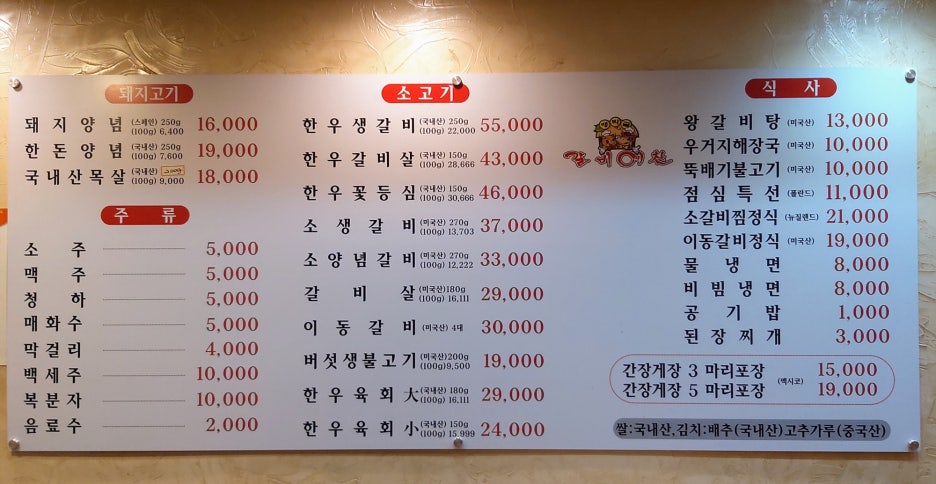 돼지고기
돼지양념 (스페인) 250g (100g) 6,400 16,000
한돈양념 (국내산) 250g (100g) 7,600 19,000
국내산목살 (국내산) 200g (100g) 9,000 18,000
주 류
소 주 5,000
맥 주 5,000
청 하 5,000
매화수 5,000
막걸리 4,000
백세주 10,000
복분자 10,000
음료수 2,000
소고기
한우생갈비 (국내산) 250g (100g) 22,000 55,000
한우갈비살 (국내산) 150g (100g) 28,666 43,000
한우꽃등심 (국내산) 150g (100g) 30,666 46,000
소생갈비 (미국산) 270g (100g) 13,703 37,000
소양념갈비 (미국산) 270g (100g) 12,222 33,000
갈 비 살 (미국산)180g (100g) 16,111 29,000
이동갈비 (미국산) 4대 30,000
버섯생불고기 (미국산)200g (100g)9,500 19,000
한우육회 大 (국내산) 180g (100g) 16,111 29,000
한우육회 小 (국내산) 150g (100g) 15,999 24,000
식 사
왕갈비탕 (미국산) 13,000
우거지해장국 (미국산) 10,000
뚝배기불고기 (미국산) 10,000
점심특선 (폴란드) 11,000
소갈비찜정식 (뉴질랜드) 21,000
이동갈비정식 (미국산) 19,000
물 냉 면 8,000
비빔냉면 8,000
공 기 밥 1,000
된장찌개 3,000
간장게장 3 마리포장 15,000
(멕시코)
간장게장 5 마리포장 19,000
쌀:국내산,김치:배추(국내산)고추가루(중국산)